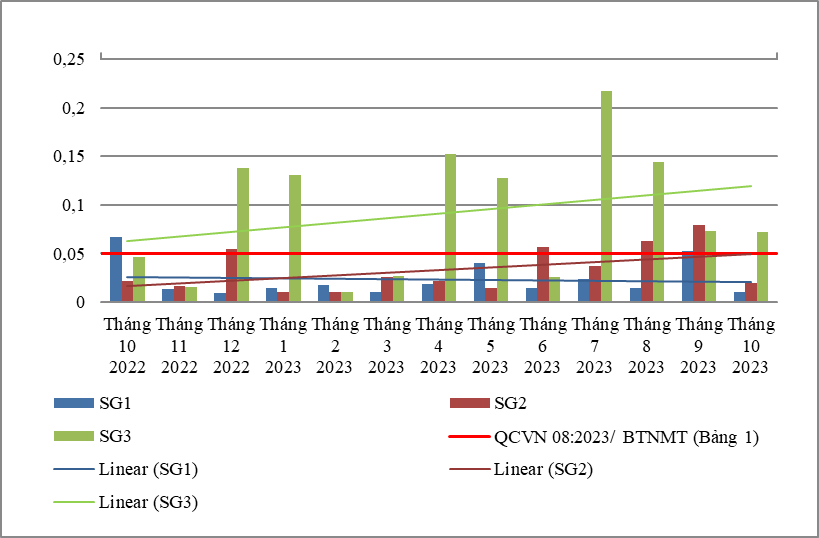 0,25
0,2
0,15
0,1
0,05
0
Tháng Tháng Tháng Tháng Tháng Tháng Tháng Tháng Tháng Tháng Tháng Tháng Tháng
10 11 12 1 2 3 4 5 6 7 8 9 10
2022 2022 2022 2023 2023 2023 2023 2023 2023 2023 2023 2023 2023
SG1 SG2
SG3 QCVN 08:2023/ BTNMT (Bảng 1)
Linear (SG1) Linear (SG2)
Linear (SG3)